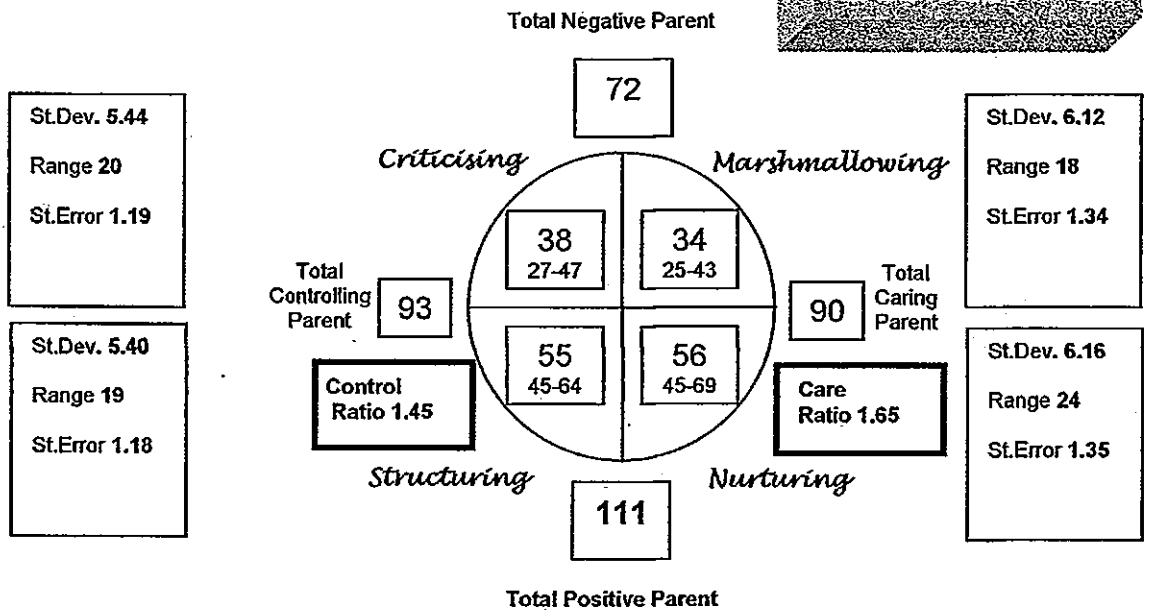 Total Negative Parent
72
St.Dev. 5.44
Range 20
St.Error 1.19
St.Dev. 6.12
Range 18
St.Error 1.34
Criticising
Marshmallowing
38
27-47
34
25-43
Total
Controlling
Parent
93
90
Total
Caring
Parent
St.Dev. 5.40
Range 19
St.Error 1.18
Control
Ratio 1.45
55
45-64
56
45-69
Care
Ratio 1.65
St.Dev. 6.16
Range 24
St.Error 1.35
Structuring
Nurturing
111
Total Positive Parent